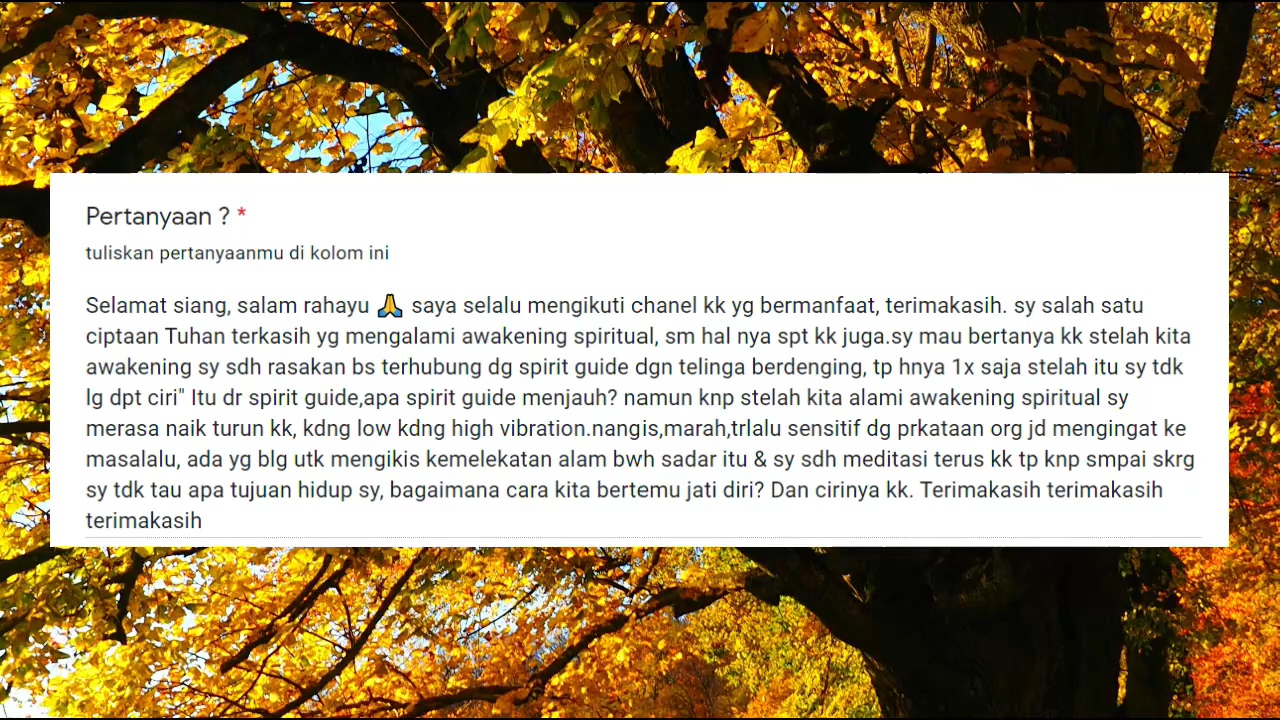 Pertanyaan ? *
tuliskan pertanyaanmu di kolom ini
Selamat siang, salam rahayu 🙏 saya selalu mengikuti chanel kk yg bermanfaat, terimakasih. sy salah satu
ciptaan Tuhan terkasih yg mengalami awakening spiritual, sm hal nya spt kk juga.sy mau bertanya kk stelah kita
awakening sy sdh rasakan bs terhubung dg spirit guide dgn telinga berdenging, tp hnya 1x saja stelah itu sy tdk
lg dpt ciri" Itu dr spirit guide,apa spirit guide menjauh? namun knp stelah kita alami awakening spiritual sy
merasa naik turun kk, kdng low kdng high vibration.nangis,marah,trlalu sensitif dg prkataan org jd mengingat ke
masalalu, ada yg blg utk mengikis kemelekatan alam bwh sadar itu & sy sdh meditasi terus kk tp knp smpai skrg
sy tdk tau apa tujuan hidup sy, bagaimana cara kita bertemu jati diri? Dan cirinya kk. Terimakasih terimakasih
terimakasih